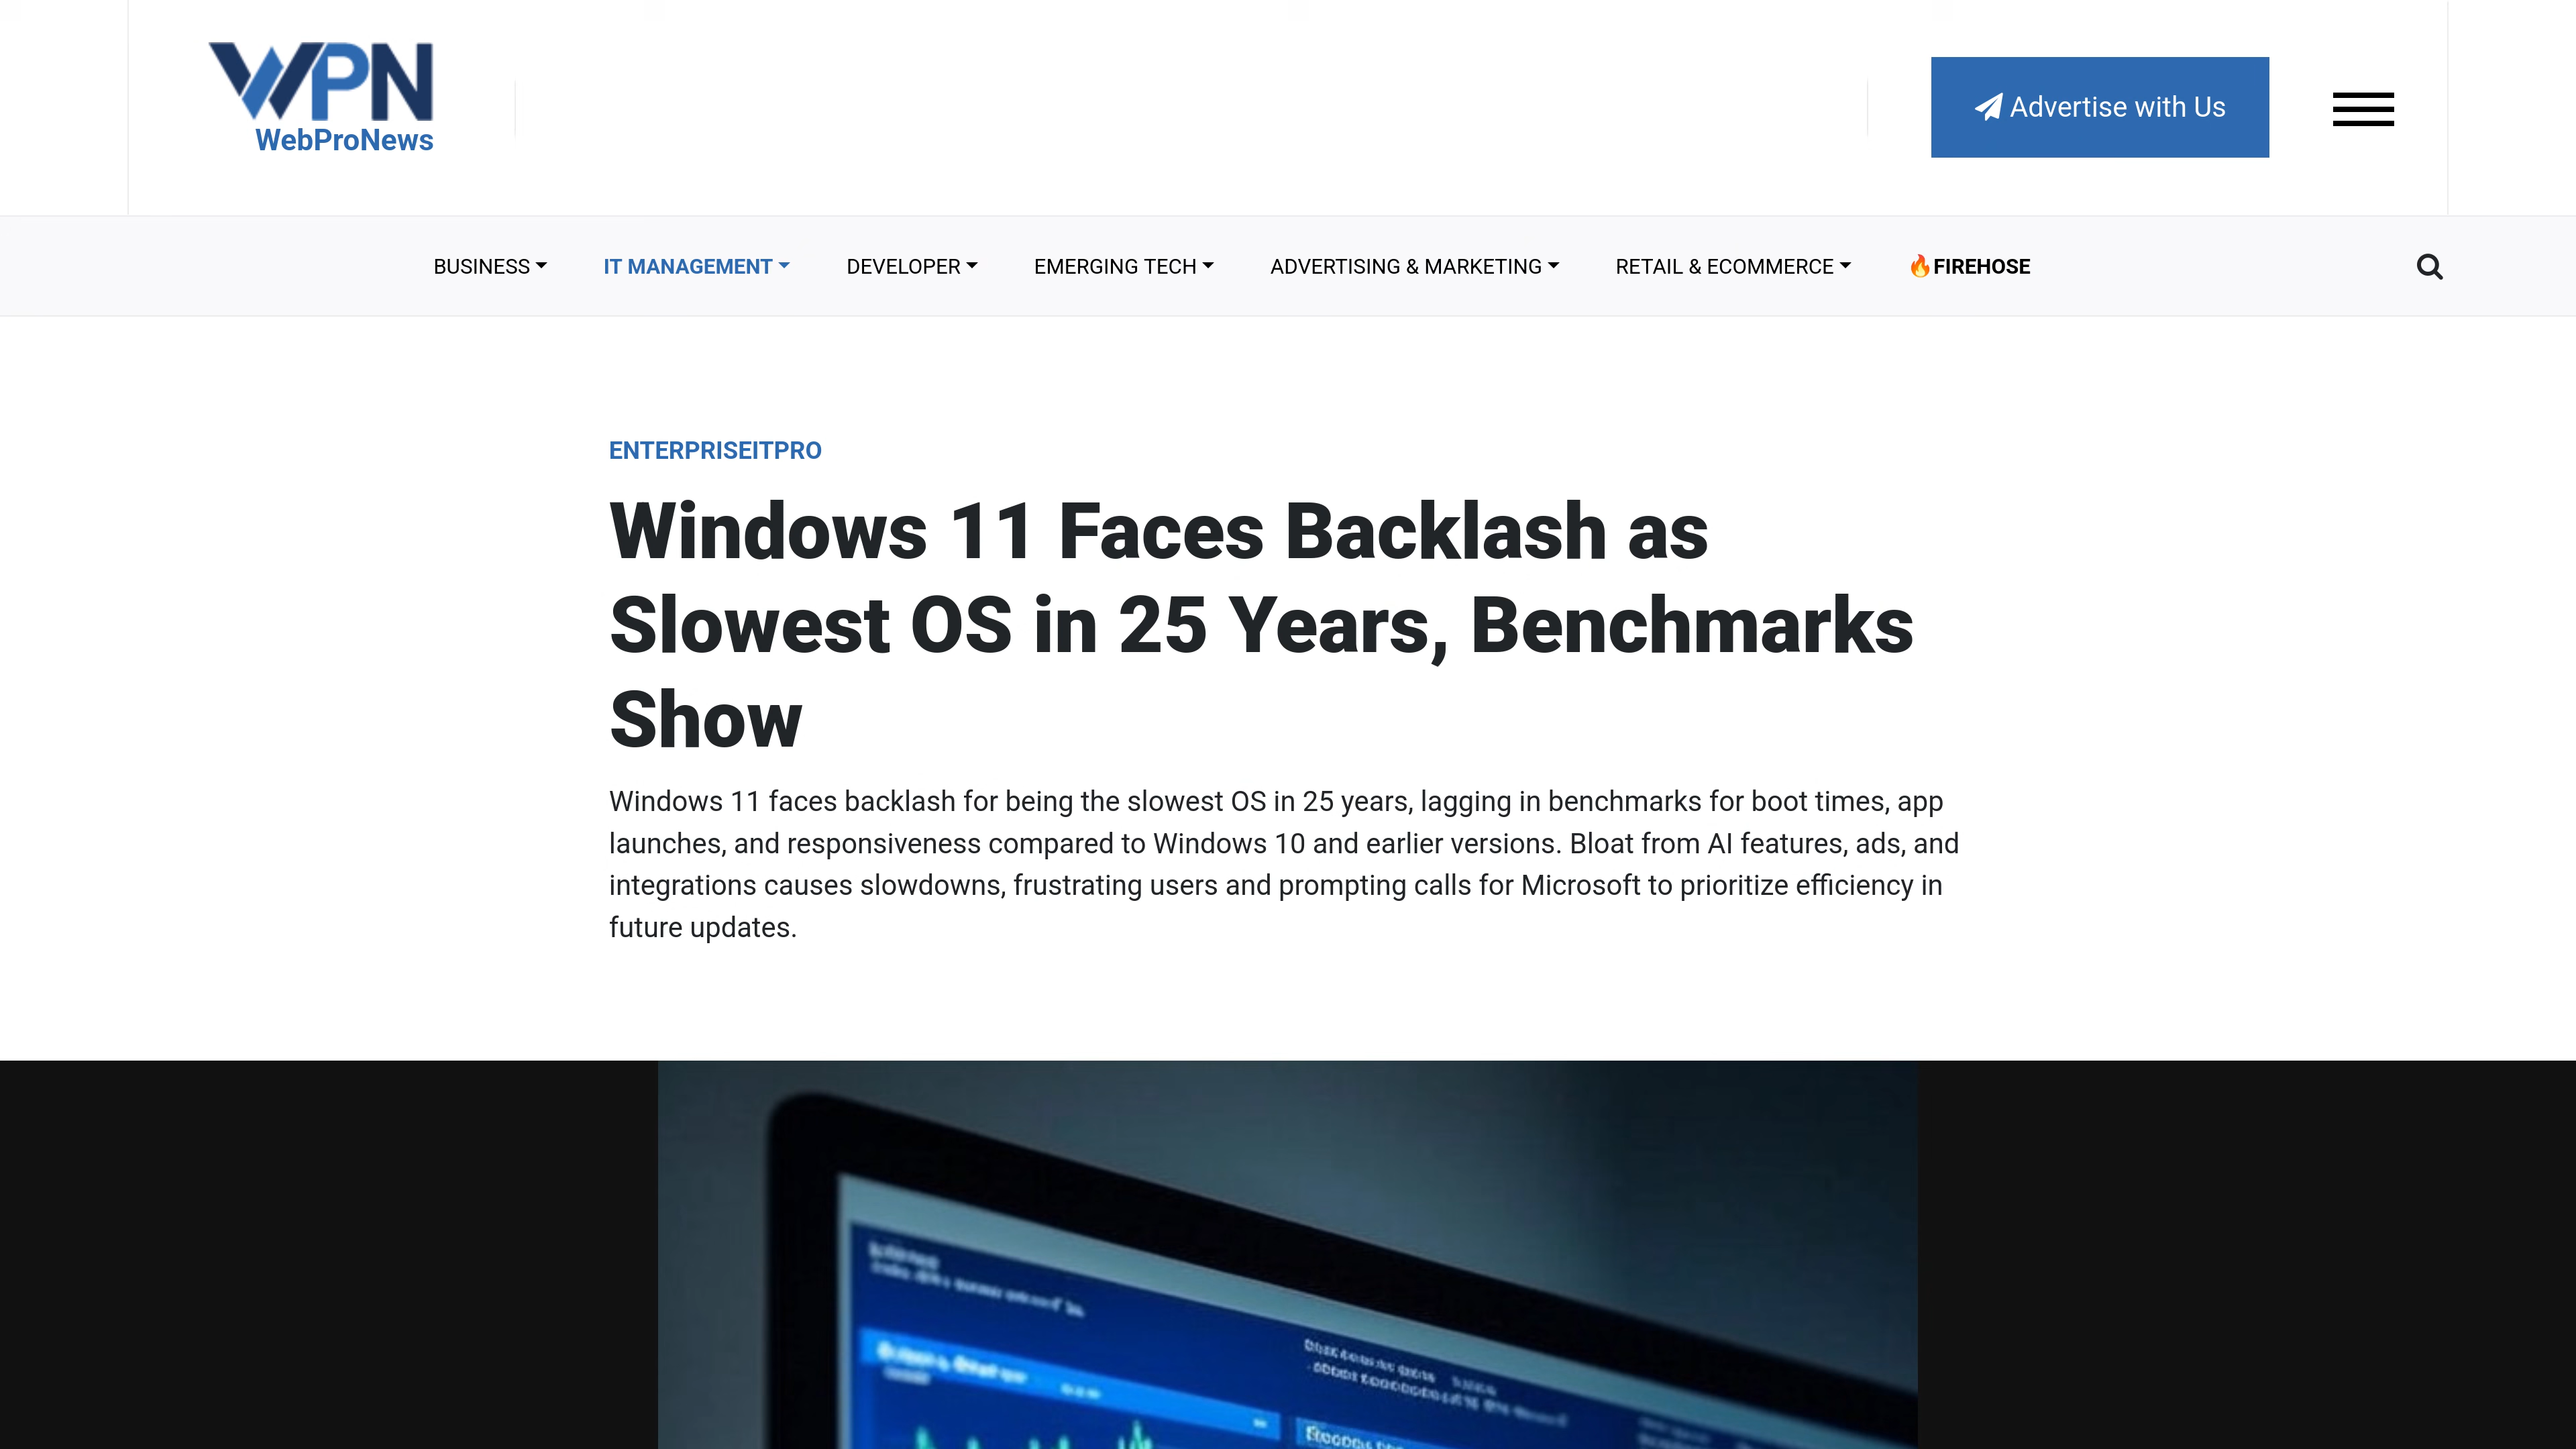 WPN
WebProNews
Advertise with Us
BUSINESS IT MANAGEMENT DEVELOPER EMERGING TECH ADVERTISING & MARKETING RETAIL & ECOMMERCE 🔥FIREHOSE
ENTERPRISEITPRO
Windows 11 Faces Backlash as
Slowest OS in 25 Years, Benchmarks
Show
Windows 11 faces backlash for being the slowest OS in 25 years, lagging in benchmarks for boot times, app
launches, and responsiveness compared to Windows 10 and earlier versions. Bloat from AI features, ads, and
integrations causes slowdowns, frustrating users and prompting calls for Microsoft to prioritize efficiency in
future updates.